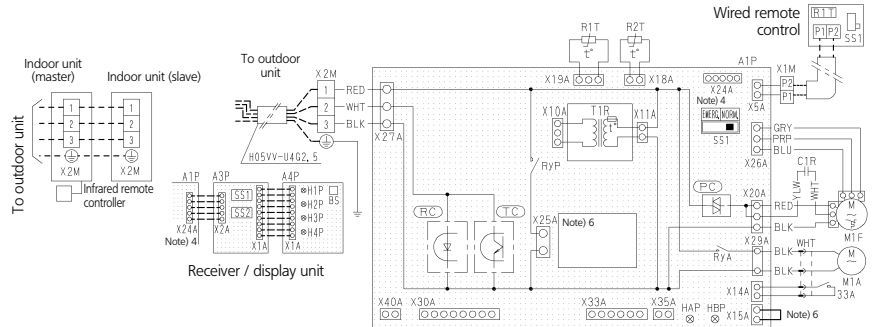 Wired remote
control
R1T
P1 P2
SS1
Indoor unit
(master)
Indoor unit (slave)
X2M
X2M
1
2
3
1
2
3
To outdoor unit
Infrared remote
controller
To outdoor
unit
X2M
1
2
3
RED
WHT
BLK
X27A
H05VV-U4G2,5
R1T
t°
R2T
t°
X19A
X18A
A1P
X24A
Note) 4
EMERG. NORM.
SS1
X1M
P2
P1
X5A
X10A
T1R
t°
X11A
RyP
GRY
PRP
BLU
X26A
C1R
YLW
WHT
PC
X20A
RED
BLK
M
M1F
X29A
RyA
WHT
BLK
BLK
M
M1A
X14A
33A
X15A
Note) 6
RC
TC
X25A
Note) 6
X40A
X30A
X33A
X35A
HAP
HBP
A1P
A3P
A4P
SS1
SS2
H1P
H2P
H3P
H4P
BS
X24A
X2A
X1A
X1A
Note) 4
Receiver / display unit